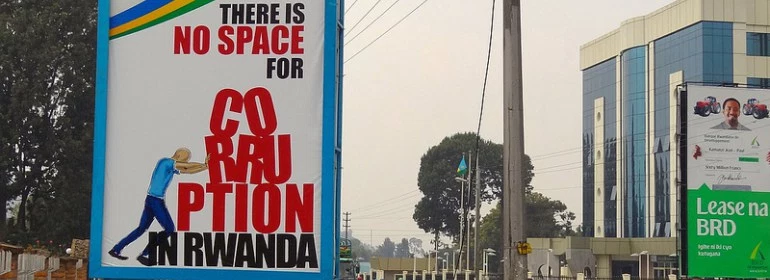 THERE IS
NO SPACE
FOR
CO
RRU
PTION
IN RWANDA
Lease na
BRD